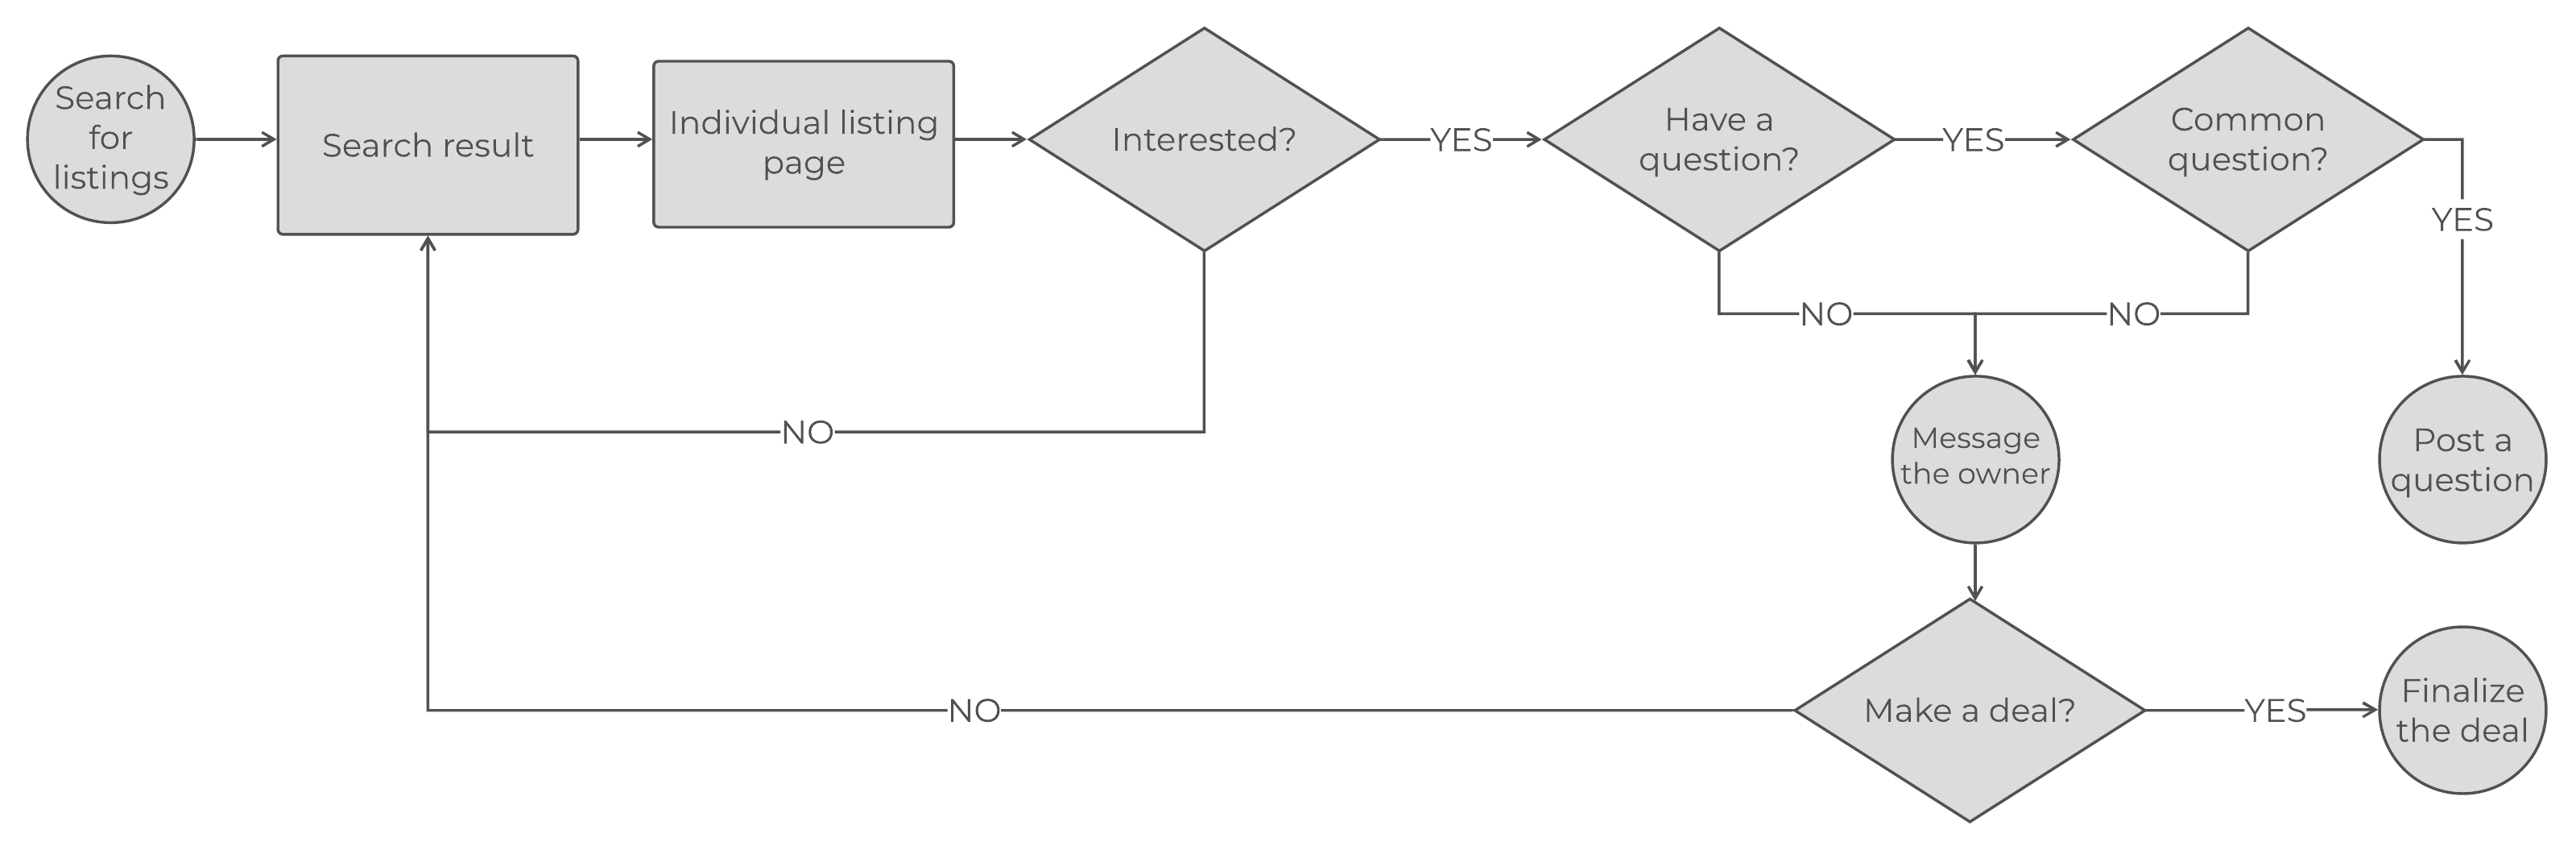 Search
for
listings
Search result
Individual listing
page
Interested?
YES
Have a
question?
YES
Common
question?
YES
NO
NO
NO
Message
the owner
Post a
question
Make a deal?
NO
YES
Finalize
the deal